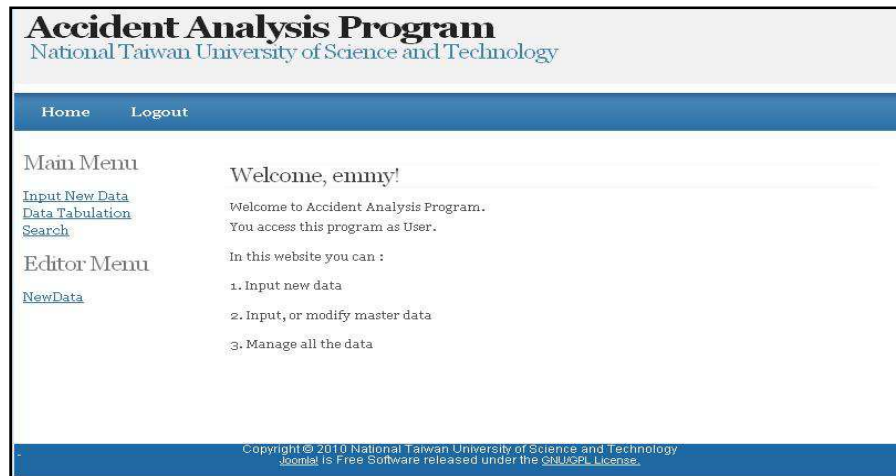 Accident Analysis Program
National Taiwan University of Science and Technology
Home Logout
Main Menu
Input New Data
Data Tabulation
Search
Editor Menu
NewData
Welcome, emmy!
Welcome to Accident Analysis Program.
You access this program as User.
In this website you can :
1. Input new data
2. Input, or modify master data
3. Manage all the data
Copyright © 2010 National Taiwan University of Science and Technology
Joomla! is Free Software released under the GNU/GPL License.